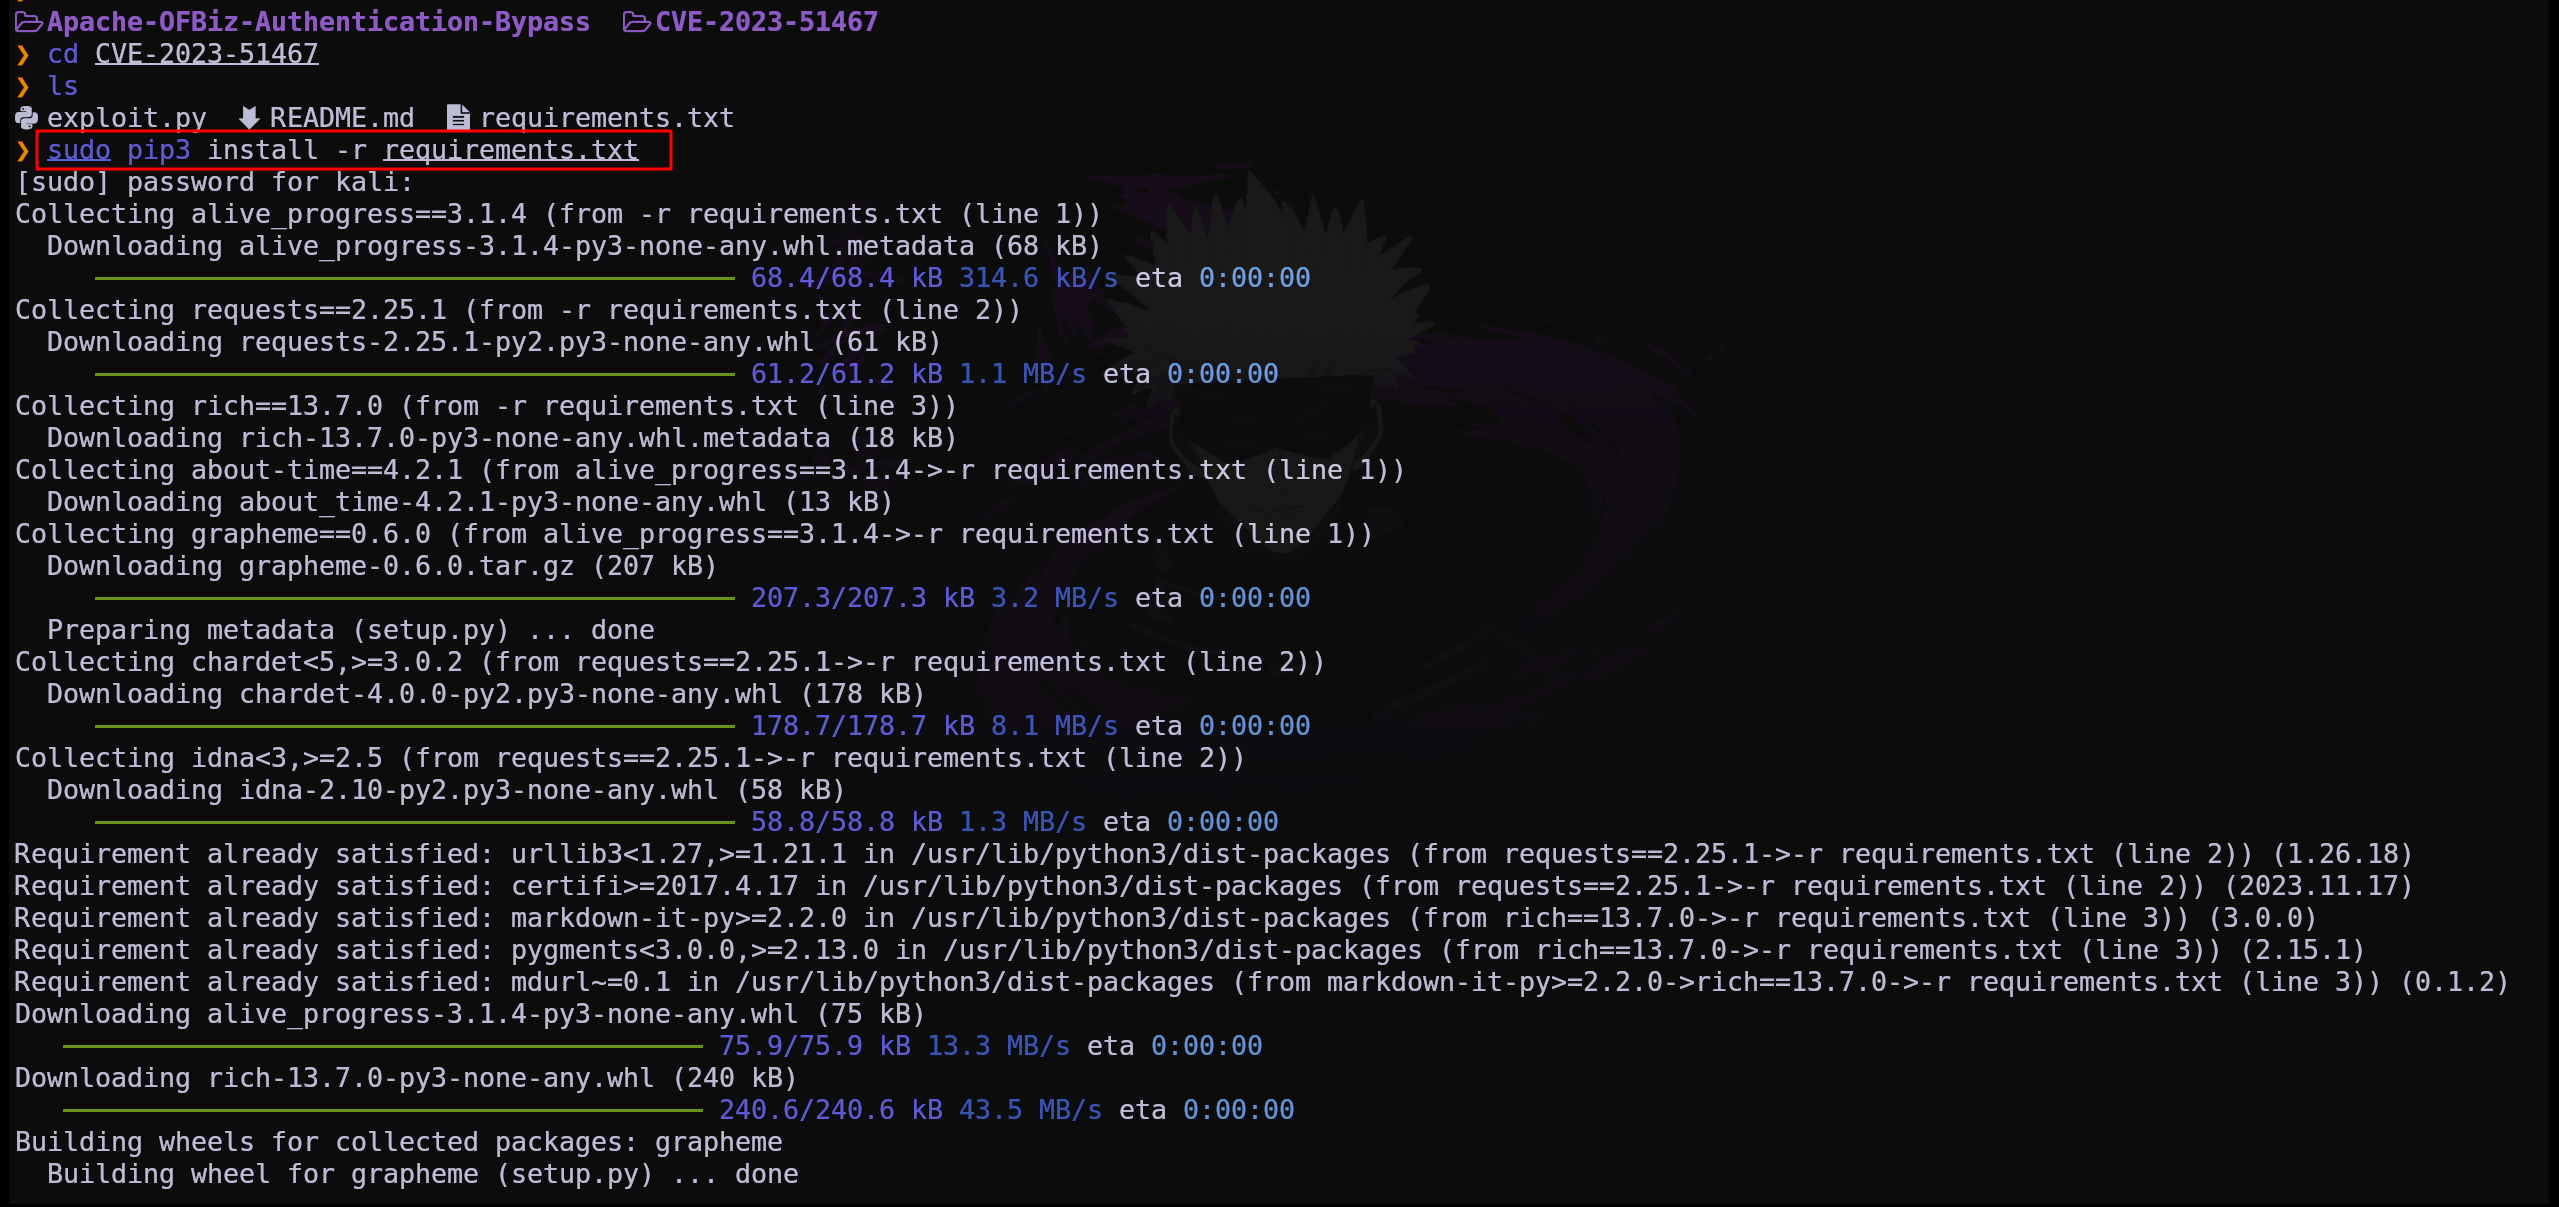 Apache-OFBiz-Authentication-Bypass CVE-2023-51467
❯ cd CVE-2023-51467
❯ ls
exploit.py README.md requirements.txt
❯ sudo pip3 install -r requirements.txt
[sudo] password for kali:
Collecting alive_progress==3.1.4 (from -r requirements.txt (line 1))
Downloading alive_progress-3.1.4-py3-none-any.whl.metadata (68 kB)
68.4/68.4 kB 314.6 kB/s eta 0:00:00
Collecting requests==2.25.1 (from -r requirements.txt (line 2))
Downloading requests-2.25.1-py2.py3-none-any.whl (61 kB)
61.2/61.2 kB 1.1 MB/s eta 0:00:00
Collecting rich==13.7.0 (from -r requirements.txt (line 3))
Downloading rich-13.7.0-py3-none-any.whl.metadata (18 kB)
Collecting about-time==4.2.1 (from alive_progress==3.1.4->-r requirements.txt (line 1))
Downloading about_time-4.2.1-py3-none-any.whl (13 kB)
Collecting grapheme==0.6.0 (from alive_progress==3.1.4->-r requirements.txt (line 1))
Downloading grapheme-0.6.0.tar.gz (207 kB)
207.3/207.3 kB 3.2 MB/s eta 0:00:00
Preparing metadata (setup.py) ... done
Collecting chardet<5,>=3.0.2 (from requests==2.25.1->-r requirements.txt (line 2))
Downloading chardet-4.0.0-py2.py3-none-any.whl (178 kB)
178.7/178.7 kB 8.1 MB/s eta 0:00:00
Collecting idna<3,>=2.5 (from requests==2.25.1->-r requirements.txt (line 2))
Downloading idna-2.10-py2.py3-none-any.whl (58 kB)
58.8/58.8 kB 1.3 MB/s eta 0:00:00
Requirement already satisfied: urllib3<1.27,>=1.21.1 in /usr/lib/python3/dist-packages (from requests==2.25.1->-r requirements.txt (line 2)) (1.26.18)
Requirement already satisfied: certifi>=2017.4.17 in /usr/lib/python3/dist-packages (from requests==2.25.1->-r requirements.txt (line 2)) (2023.11.17)
Requirement already satisfied: markdown-it-py>=2.2.0 in /usr/lib/python3/dist-packages (from rich==13.7.0->-r requirements.txt (line 3)) (3.0.0)
Requirement already satisfied: pygments<3.0.0,>=2.13.0 in /usr/lib/python3/dist-packages (from rich==13.7.0->-r requirements.txt (line 3)) (2.15.1)
Requirement already satisfied: mdurl~=0.1 in /usr/lib/python3/dist-packages (from markdown-it-py>=2.2.0->rich==13.7.0->-r requirements.txt (line 3)) (0.1.2)
Downloading alive_progress-3.1.4-py3-none-any.whl (75 kB)
75.9/75.9 kB 13.3 MB/s eta 0:00:00
Downloading rich-13.7.0-py3-none-any.whl (240 kB)
240.6/240.6 kB 43.5 MB/s eta 0:00:00
Building wheels for collected packages: grapheme
Building wheel for grapheme (setup.py) ... done